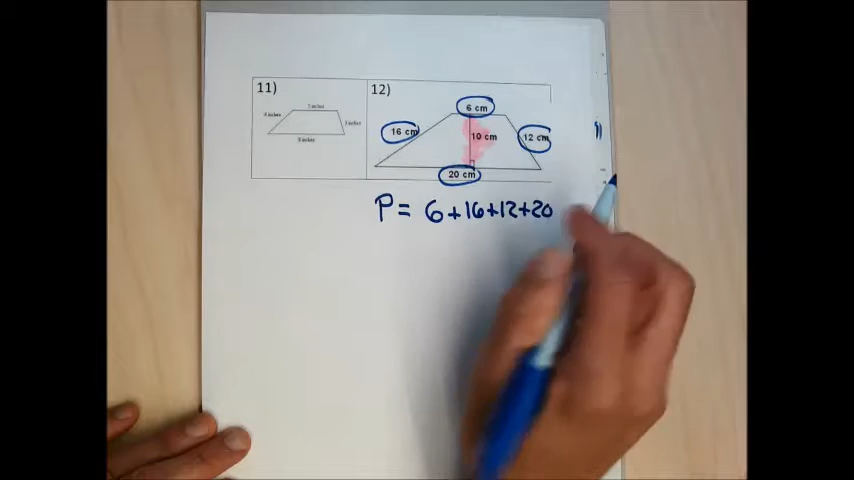 11)
12)
6 cm
16 cm
10 cm
12 cm
20 cm
P= 6+16+12+20